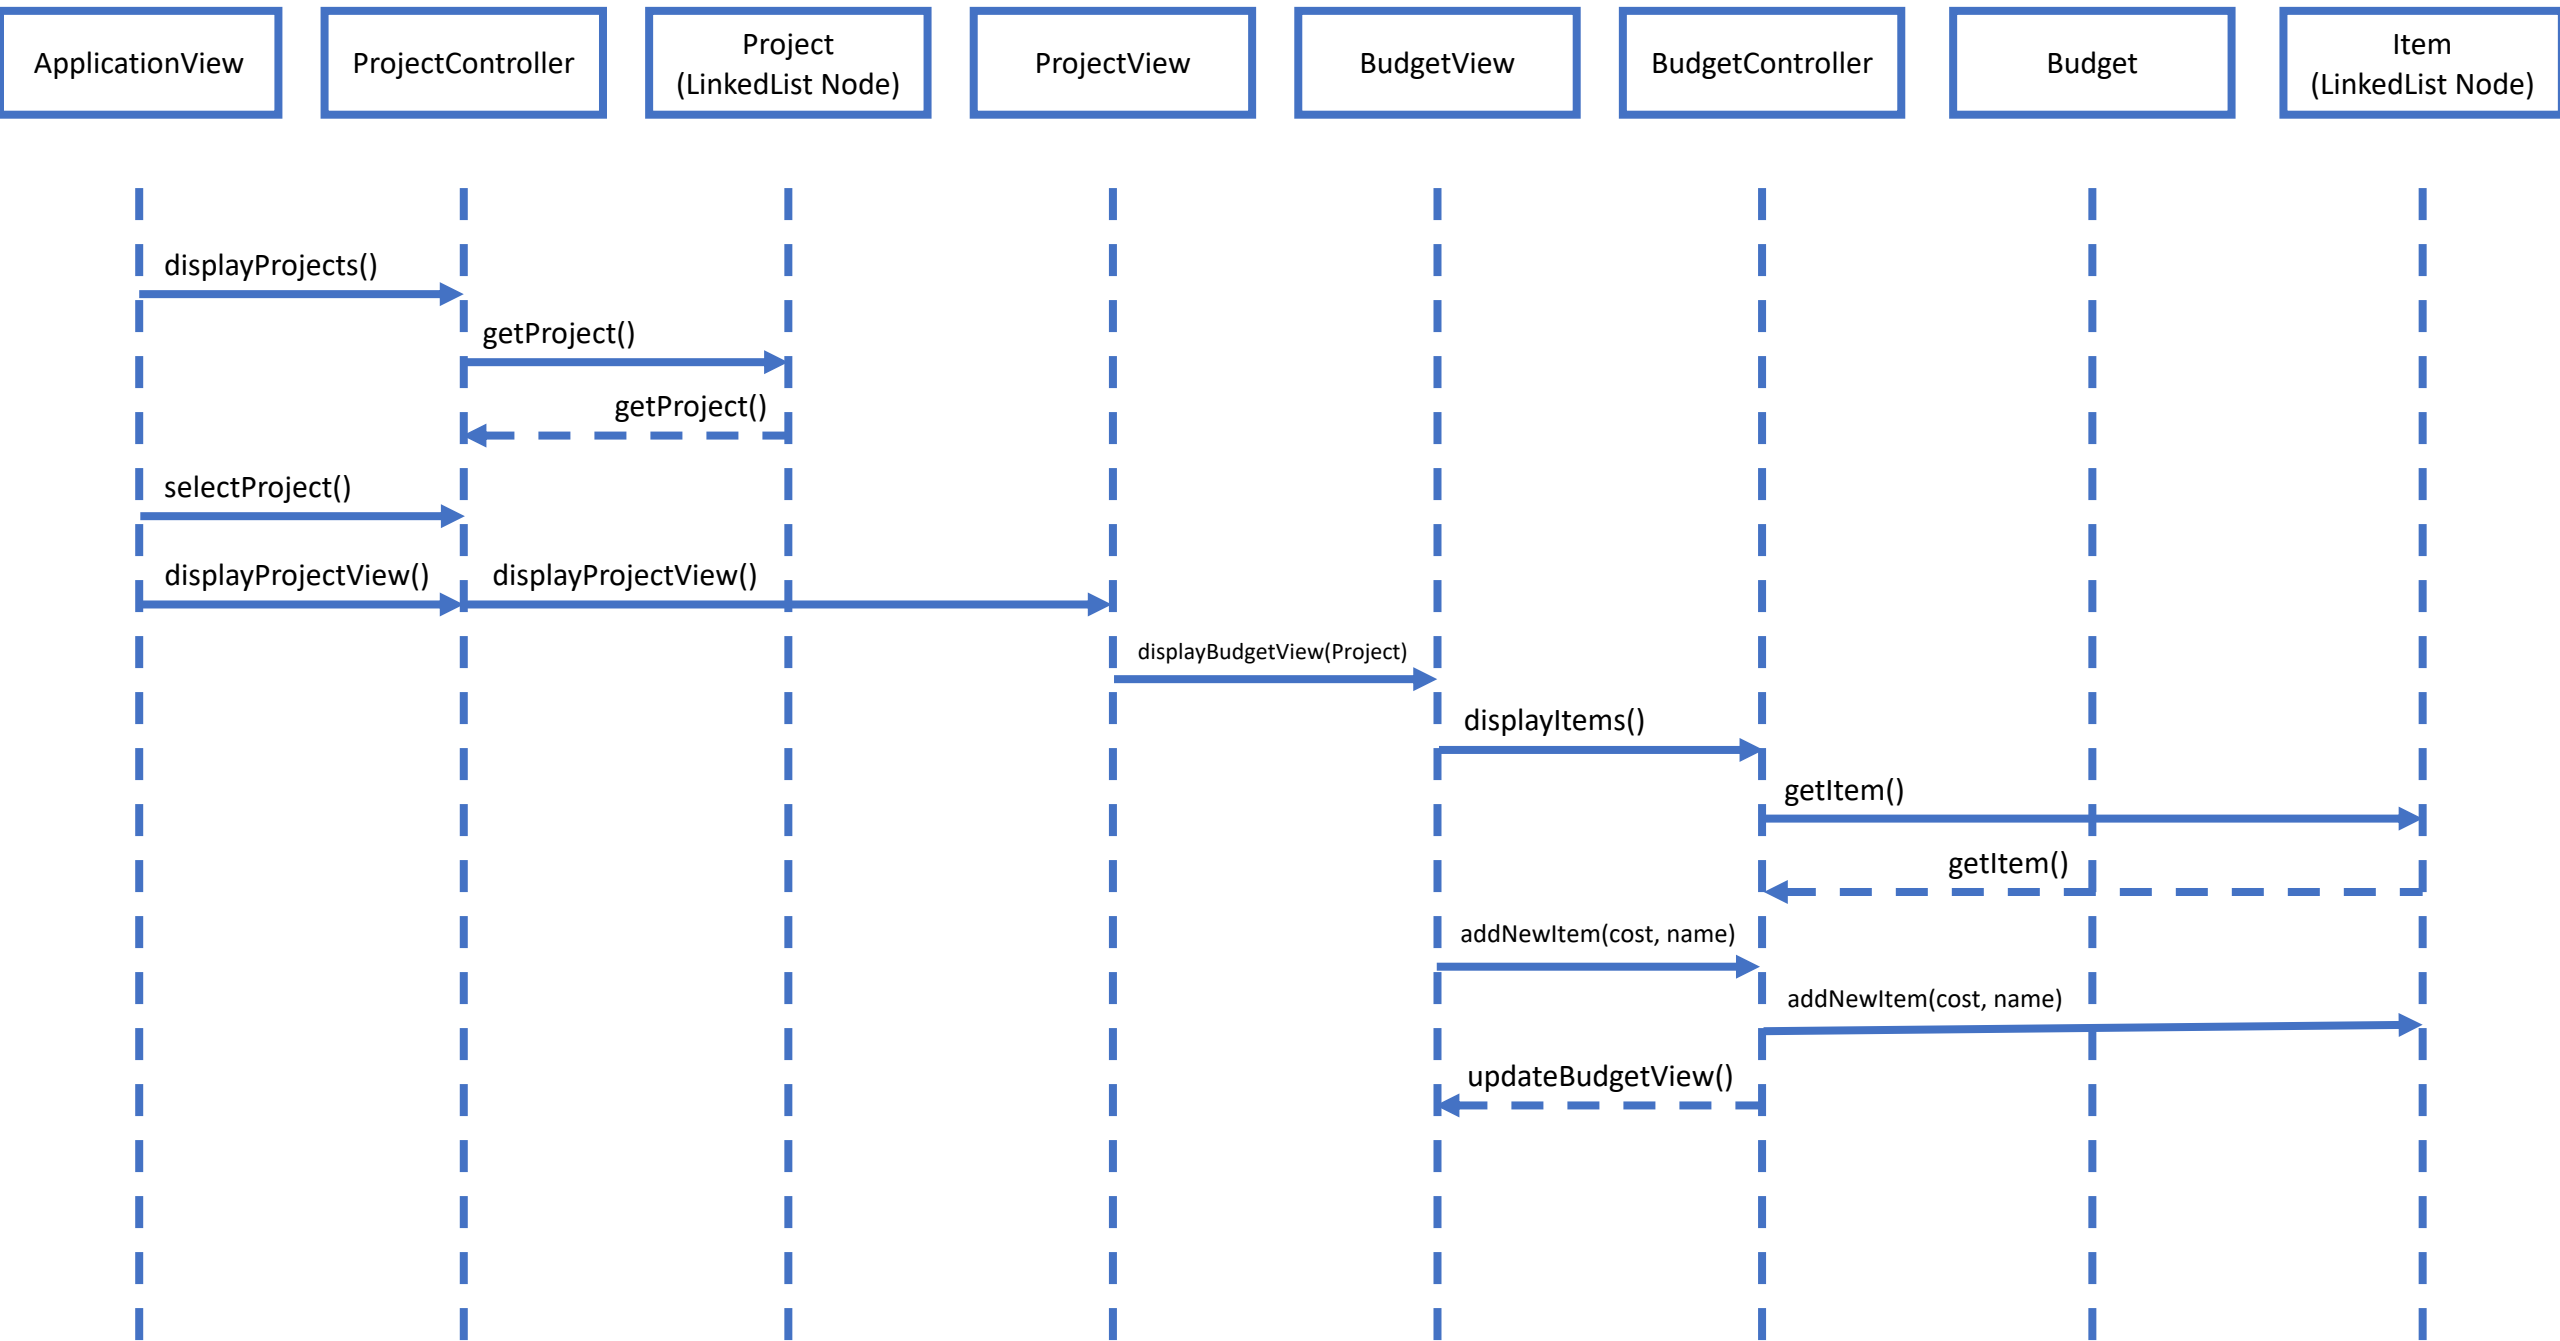 ApplicationView
ProjectController
Project
(LinkedList Node)
ProjectView
BudgetView
BudgetController
Budget
Item
(LinkedList Node)
displayProjects()
getProject()
getProject()
selectProject()
displayProjectView()
displayProjectView()
displayBudgetView(Project)
displayItems()
getItem()
getItem()
addNewItem(cost, name)
addNewItem(cost, name)
updateBudgetView()